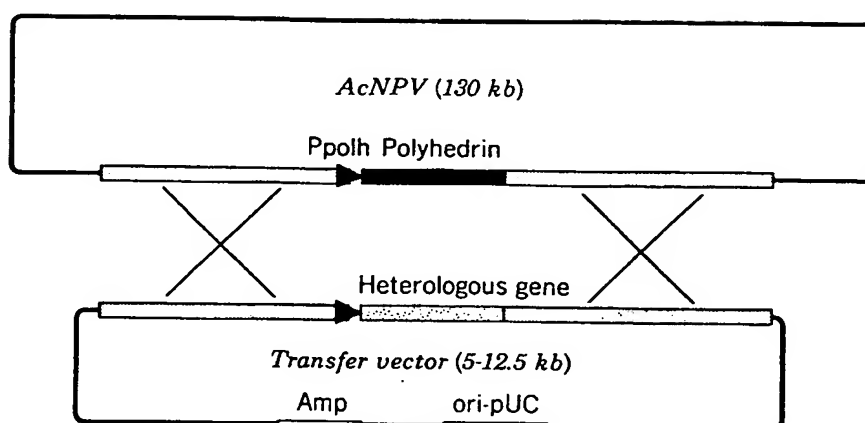 AcNPV (130 kb)
Ppolh Polyhedrin
Heterologous gene
Transfer vector (5-12.5 kb)
Amp ori-pUC